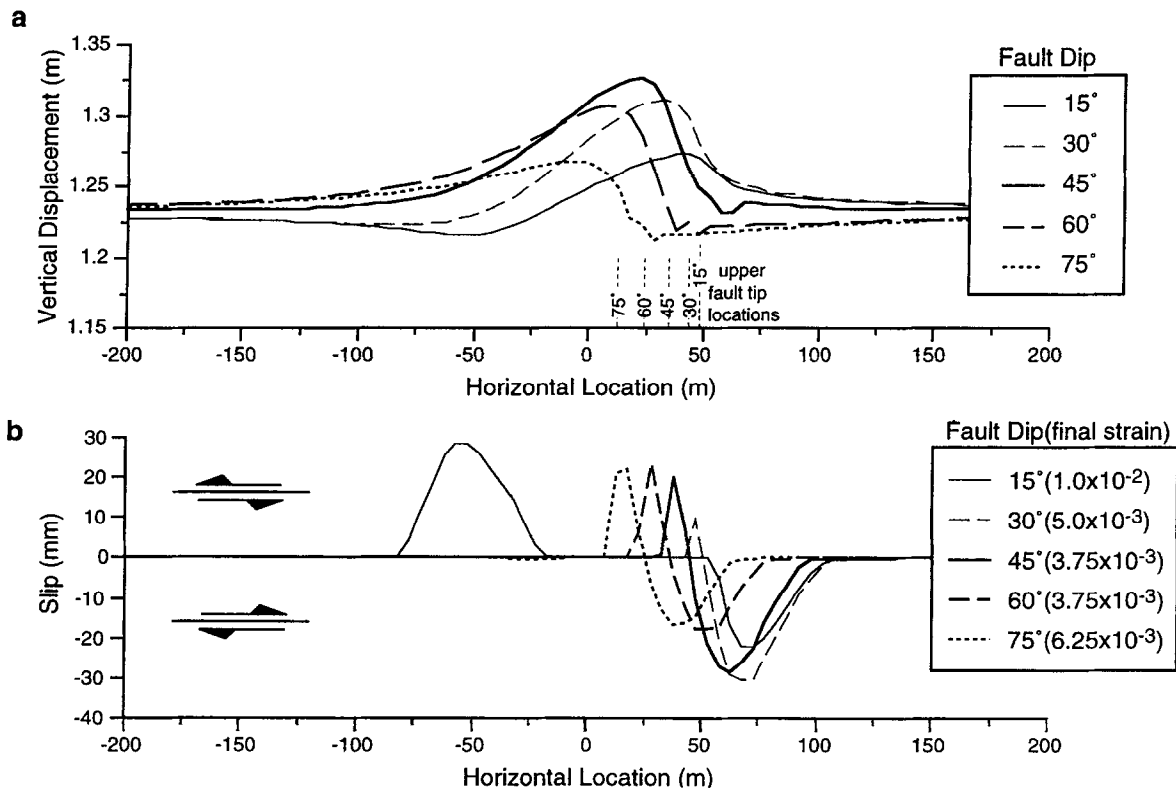 a
Vertical Displacement (m)
1.35
1.3
1.25
1.2
1.15
75°
60°
45°
30°
15°
upper
fault tip
locations
-200
-150
-100
-50
0
50
100
150
200
Horizontal Location (m)
Fault Dip
15°
30°
45°
60°
75°
b
Slip (mm)
30
20
10
0
-10
-20
-30
-40
-200
-150
-100
-50
0
50
100
150
200
Horizontal Location (m)
Fault Dip(final strain)
15°(1.0x10-2)
30°(5.0x10-3)
45°(3.75x10-3)
60°(3.75x10-3)
75°(6.25x10-3)